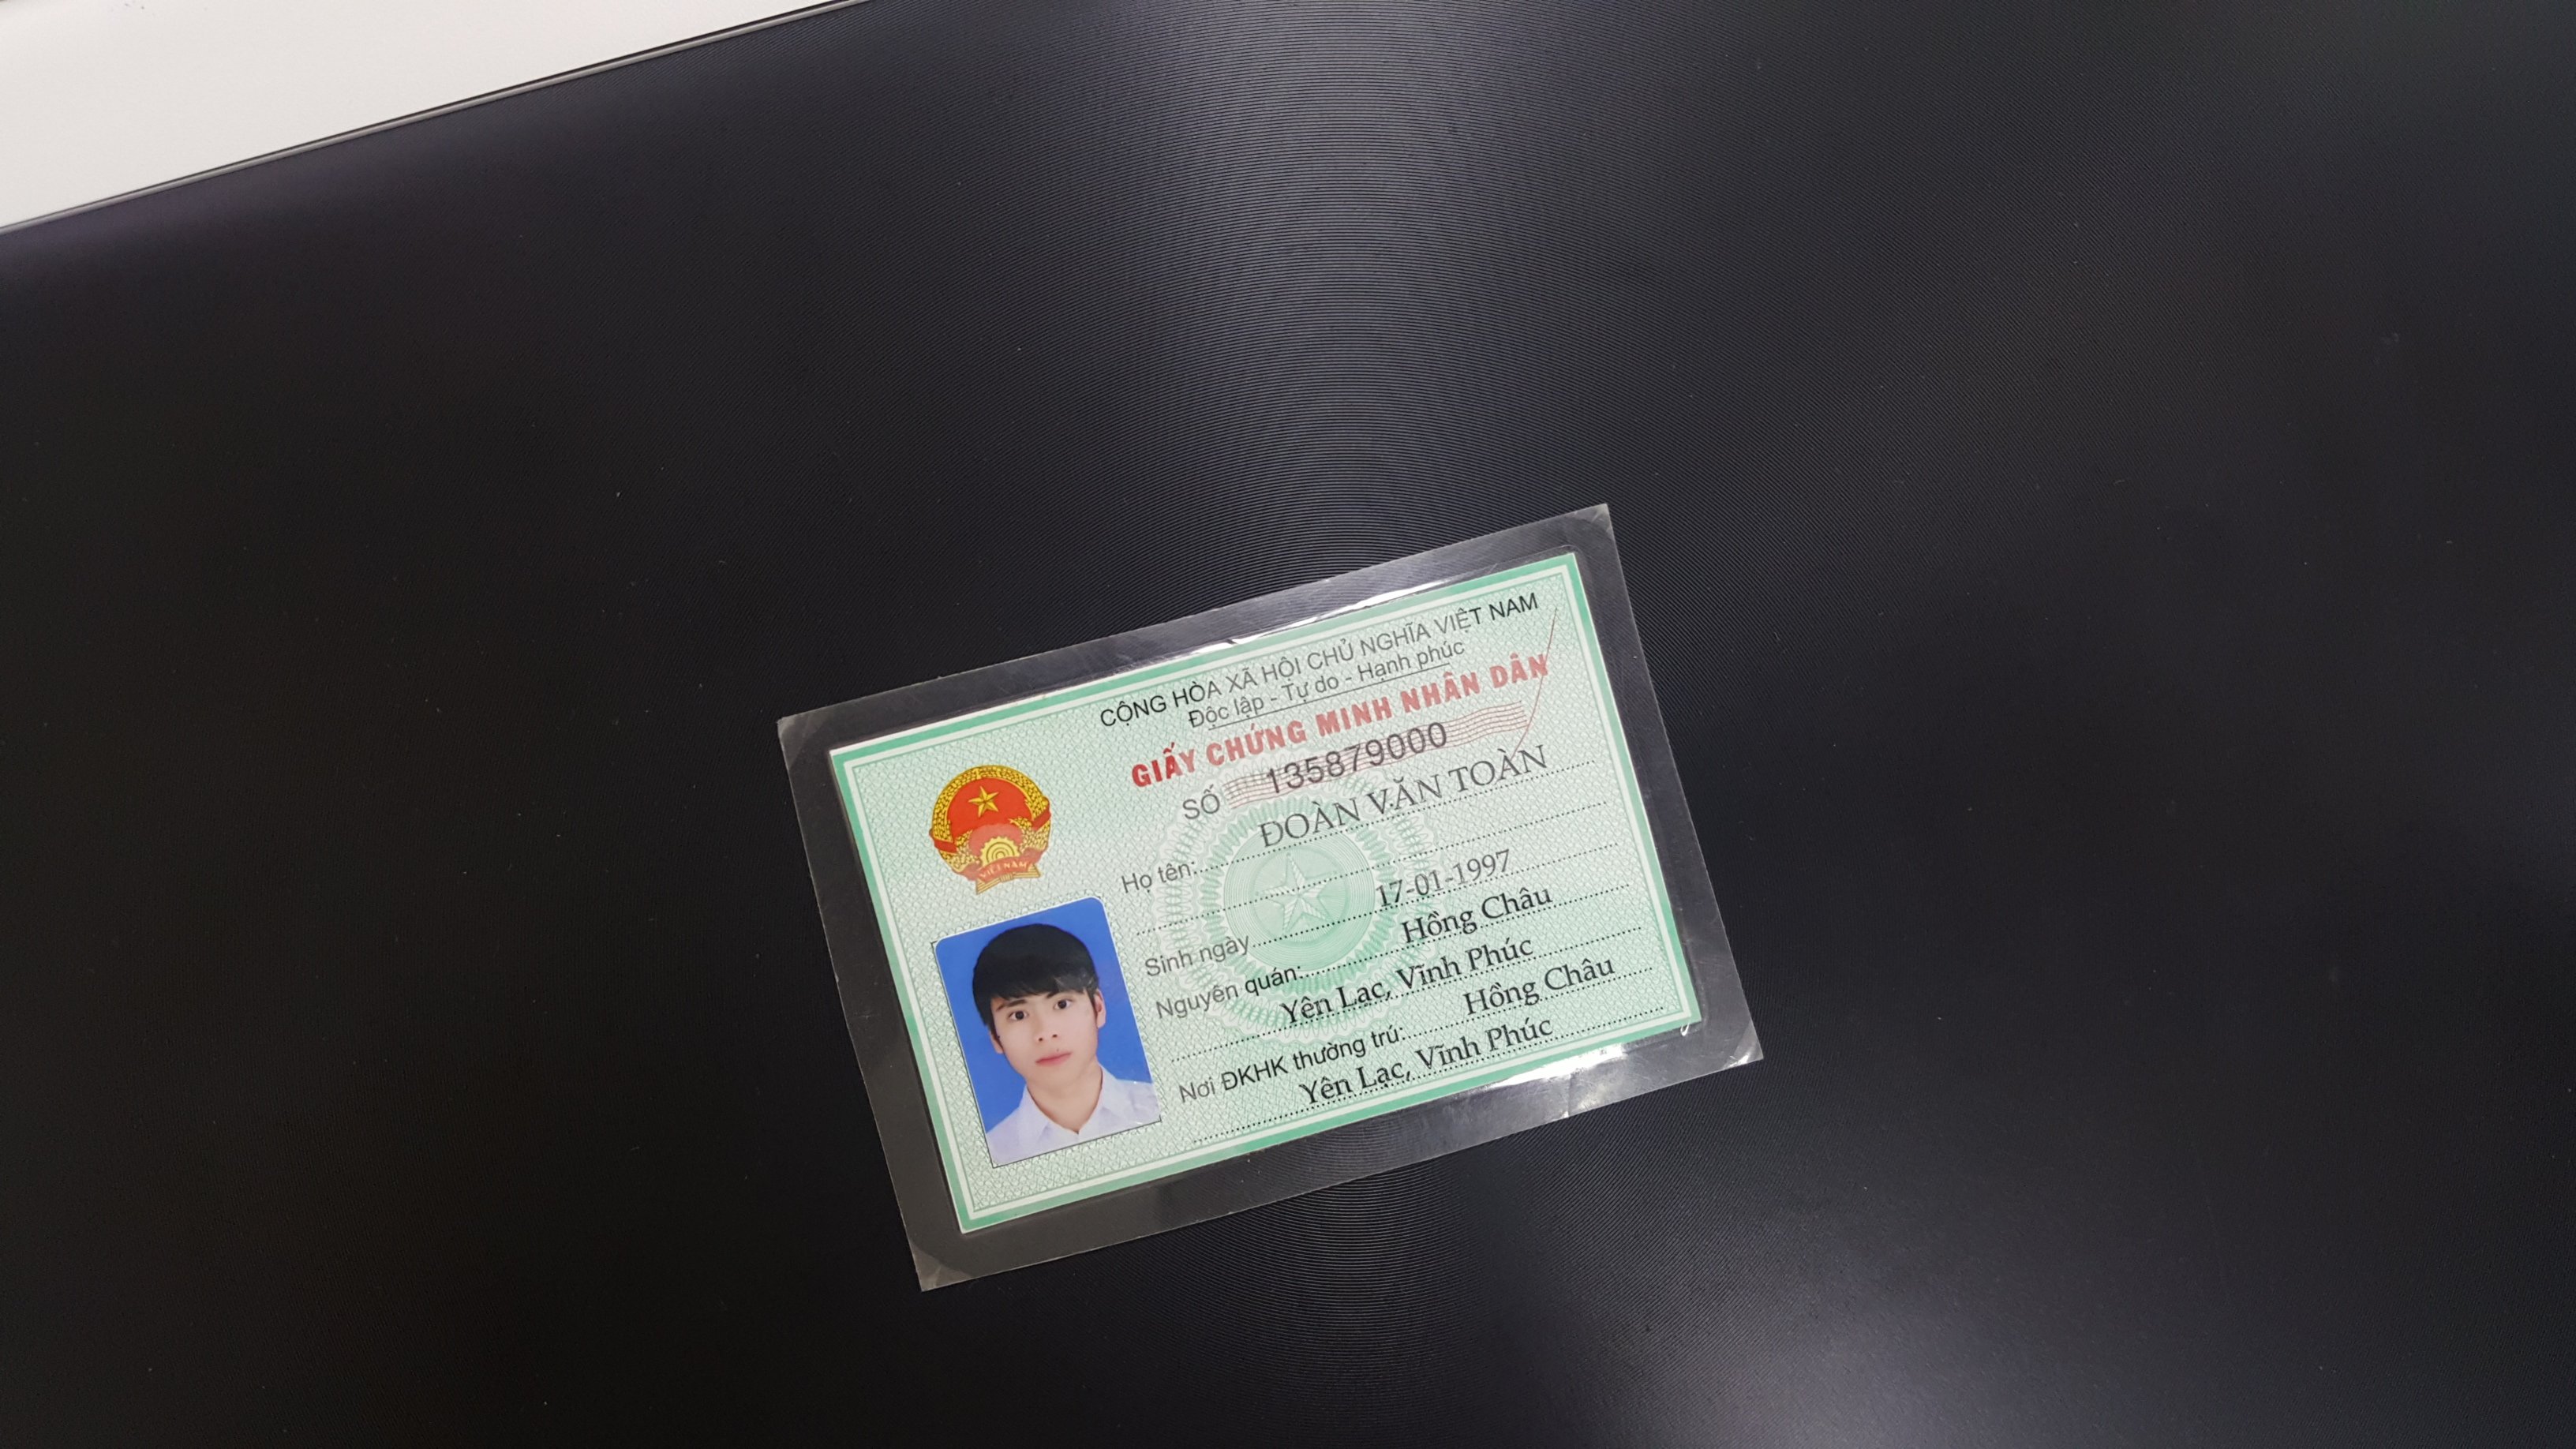 CỘNG HÒA XÃ HỘI CHỦ NGHĨA VIỆT NAM
Độc lập - Tự do - Hạnh phúc
GIẤY CHỨNG MINH NHÂN DÂN
SỐ 135879000
Họ tên: ĐOÀN VĂN TOÀN
Sinh ngày 17-01-1997
Nguyên quán: Hồng Châu
Yên Lạc, Vĩnh Phúc
Nơi ĐKHK thường trú: Hồng Châu
Yên Lạc, Vĩnh Phúc
VIỆT NAM